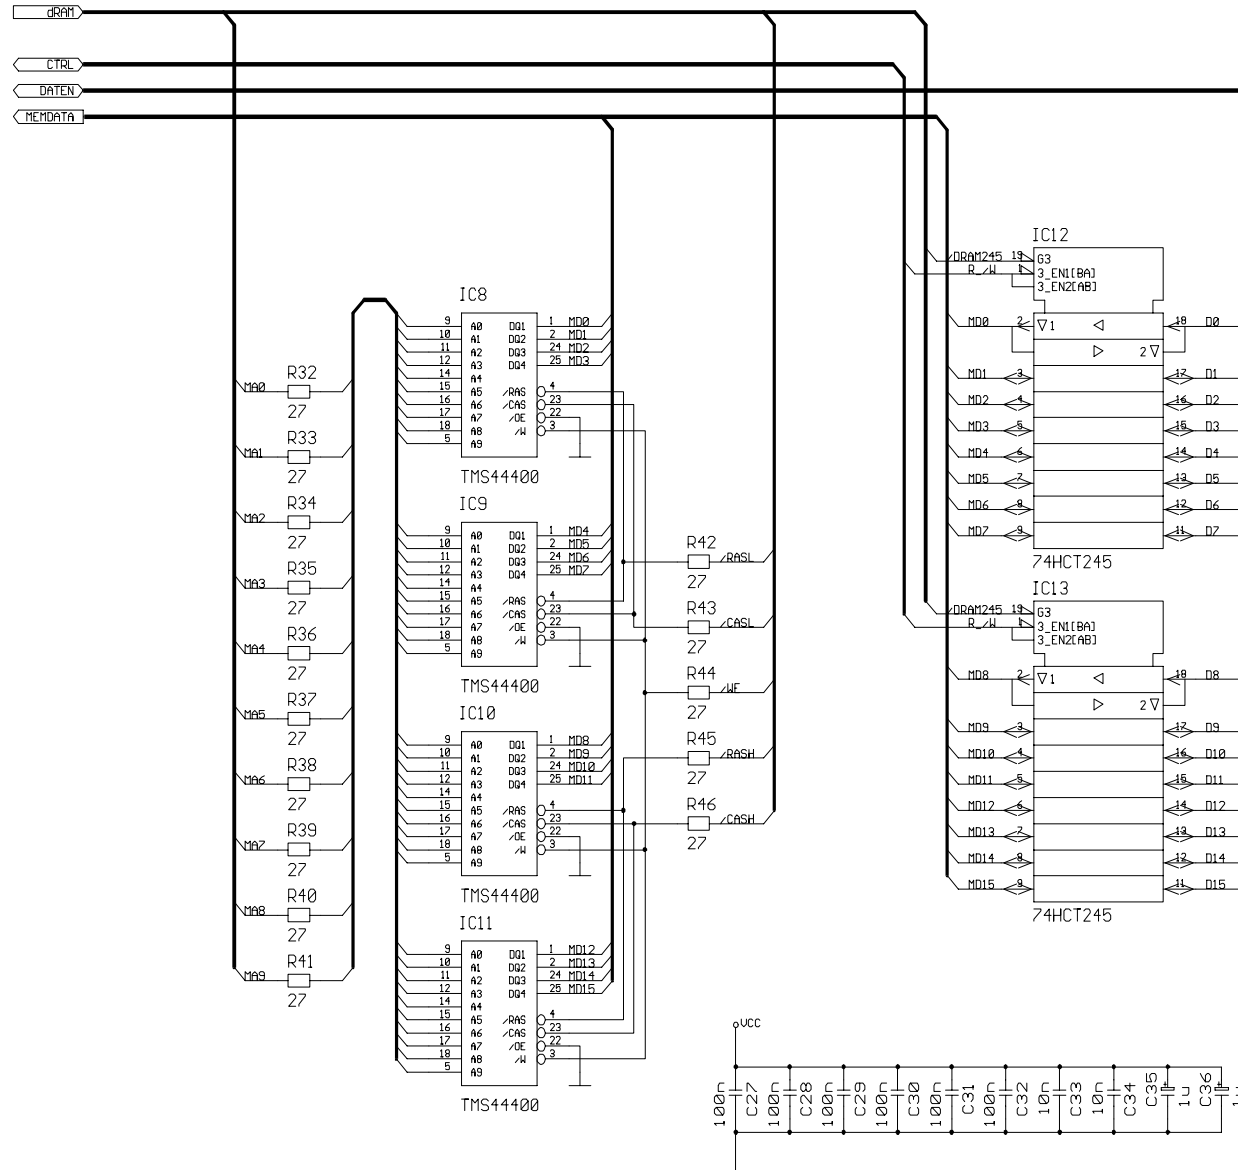 dRAM
CTRL
DATEN
MEMDATA
MA0 R32 27
MA1 R33 27
MA2 R34 27
MA3 R35 27
MA4 R36 27
MA5 R37 27
MA6 R38 27
MA7 R39 27
MA8 R40 27
MA9 R41 27
IC8
9 A0 DQ1 1 MD0
10 A1 DQ2 2 MD1
11 A2 DQ3 24 MD2
12 A3 DQ4 25 MD3
14 A4
15 A5 /RAS 4
16 A6 /CAS 23
17 A7 /OE 22
18 A8 /W 3
5 A9
TMS44400
IC9
9 A0 DQ1 1 MD4
10 A1 DQ2 2 MD5
11 A2 DQ3 24 MD6
12 A3 DQ4 25 MD7
14 A4
15 A5 /RAS 4
16 A6 /CAS 23
17 A7 /OE 22
18 A8 /W 3
5 A9
TMS44400
IC10
9 A0 DQ1 1 MD8
10 A1 DQ2 2 MD9
11 A2 DQ3 24 MD10
12 A3 DQ4 25 MD11
14 A4
15 A5 /RAS 4
16 A6 /CAS 23
17 A7 /OE 22
18 A8 /W 3
5 A9
TMS44400
IC11
9 A0 DQ1 1 MD12
10 A1 DQ2 2 MD13
11 A2 DQ3 24 MD14
12 A3 DQ4 25 MD15
14 A4
15 A5 /RAS 4
16 A6 /CAS 23
17 A7 /OE 22
18 A8 /W 3
5 A9
TMS44400
R42 27 /RASL
R43 27 /CASL
R44 27 /WE
R45 27 /RASH
R46 27 /CASH
IC12
/DRAM245 19 G3
R_/W 1 3_EN1[BA]
3_EN2[AB]
MD0 2 1 18 D0
2
MD1 3 17 D1
MD2 4 16 D2
MD3 5 15 D3
MD4 6 14 D4
MD5 7 13 D5
MD6 8 12 D6
MD7 9 11 D7
74HCT245
IC13
/DRAM245 19 G3
R_/W 1 3_EN1[BA]
3_EN2[AB]
MD8 2 1 18 D8
2
MD9 3 17 D9
MD10 4 16 D10
MD11 5 15 D11
MD12 6 14 D12
MD13 7 13 D13
MD14 8 12 D14
MD15 9 11 D15
74HCT245
VCC
100n C27
100n C28
100n C29
100n C30
100n C31
100n C32
10n C33
10n C34
C35 1u
C36 1u